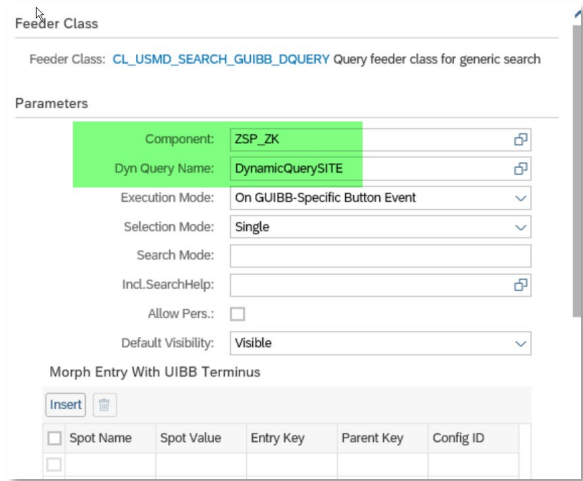 Feeder Class
Feeder Class: CL_USMD_SEARCH_GUIBB_DQUERY Query feeder class for generic search
Parameters
Component: ZSP_ZK
Dyn Query Name: DynamicQuerySITE
Execution Mode: On GUIBB-Specific Button Event
Selection Mode: Single
Search Mode:
Incl.SearchHelp:
Allow Pers.:
Default Visibility: Visible
Morph Entry With UIBB Terminus
Insert
Spot Name Spot Value Entry Key Parent Key Config ID